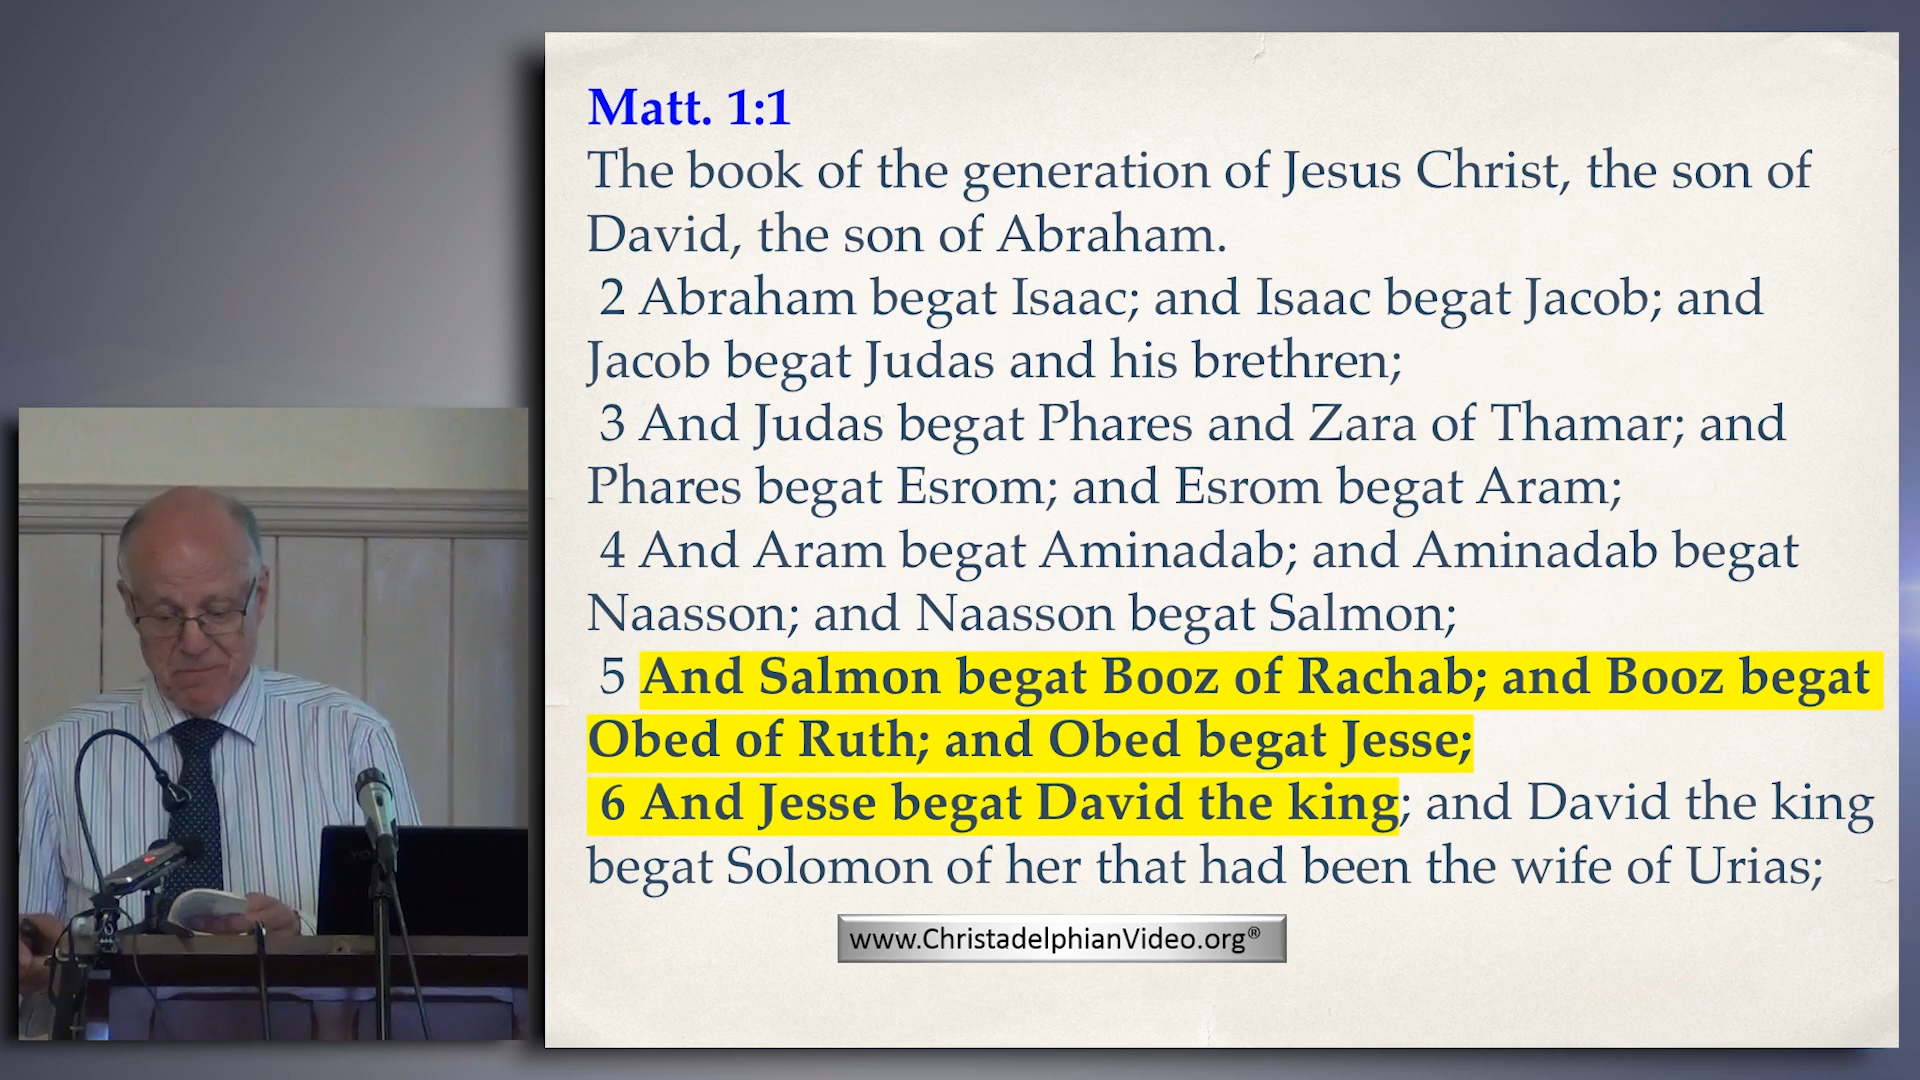 Matt. 1:1
The book of the generation of Jesus Christ, the son of
David, the son of Abraham.
2 Abraham begat Isaac; and Isaac begat Jacob; and
Jacob begat Judas and his brethren;
3 And Judas begat Phares and Zara of Thamar; and
Phares begat Esrom; and Esrom begat Aram;
4 And Aram begat Aminadab; and Aminadab begat
Naasson; and Naasson begat Salmon;
5 And Salmon begat Booz of Rachab; and Booz begat
Obed of Ruth; and Obed begat Jesse;
6 And Jesse begat David the king; and David the king
begat Solomon of her that had been the wife of Urias;
www.ChristadelphianVideo.org®